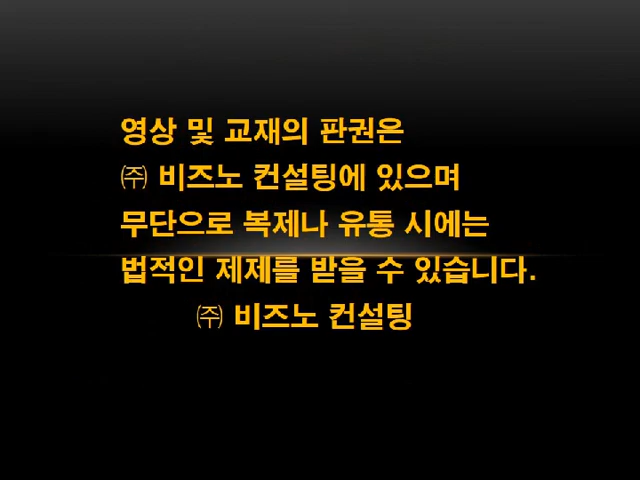 영상 및 교재의 판권은
㈜ 비즈노 컨설팅에 있으며
무단으로 복제나 유통 시에는
법적인 제제를 받을 수 있습니다.
㈜ 비즈노 컨설팅